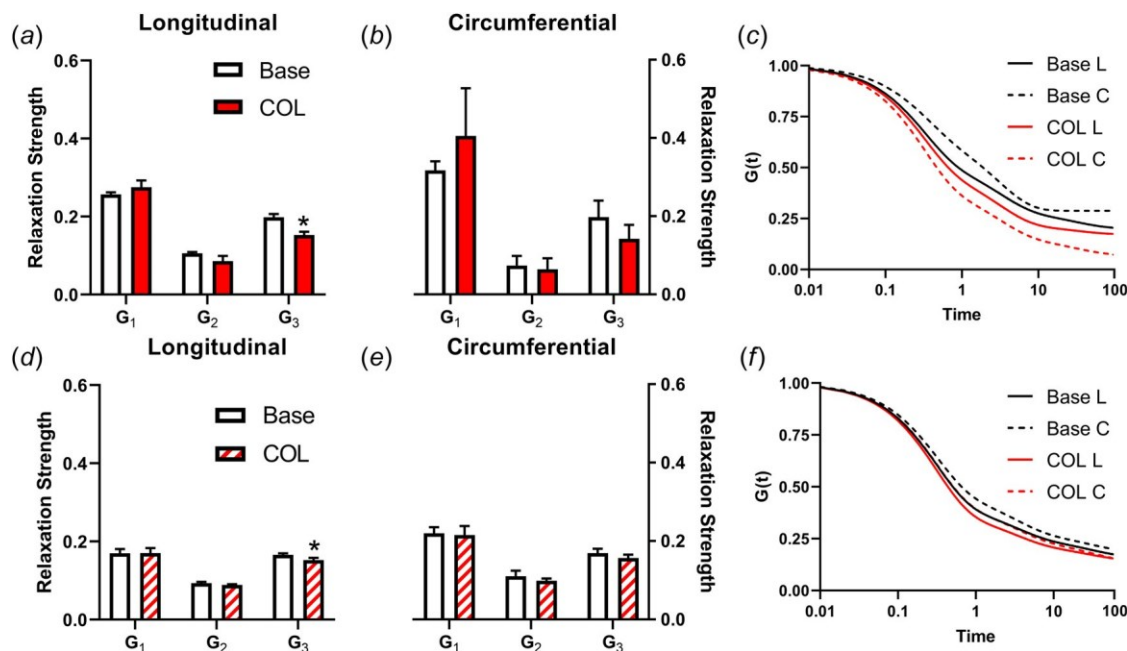 (a)
Longitudinal
0.6
0.4
0.2
0.0
Relaxation Strength
Base
COL
*
G₁ G₂ G₃
(b)
Circumferential
0.6
0.4
0.2
0.0
Relaxation Strength
G₁ G₂ G₃
(c)
1.00
0.75
0.50
0.25
0.00
G(t)
Base L
Base C
COL L
COL C
0.01 0.1 1 10 100
Time
(d)
Longitudinal
0.6
0.4
0.2
0.0
Relaxation Strength
Base
COL
*
G₁ G₂ G₃
(e)
Circumferential
0.6
0.4
0.2
0.0
Relaxation Strength
G₁ G₂ G₃
(f)
1.00
0.75
0.50
0.25
0.00
G(t)
Base L
Base C
COL L
COL C
0.01 0.1 1 10 100
Time